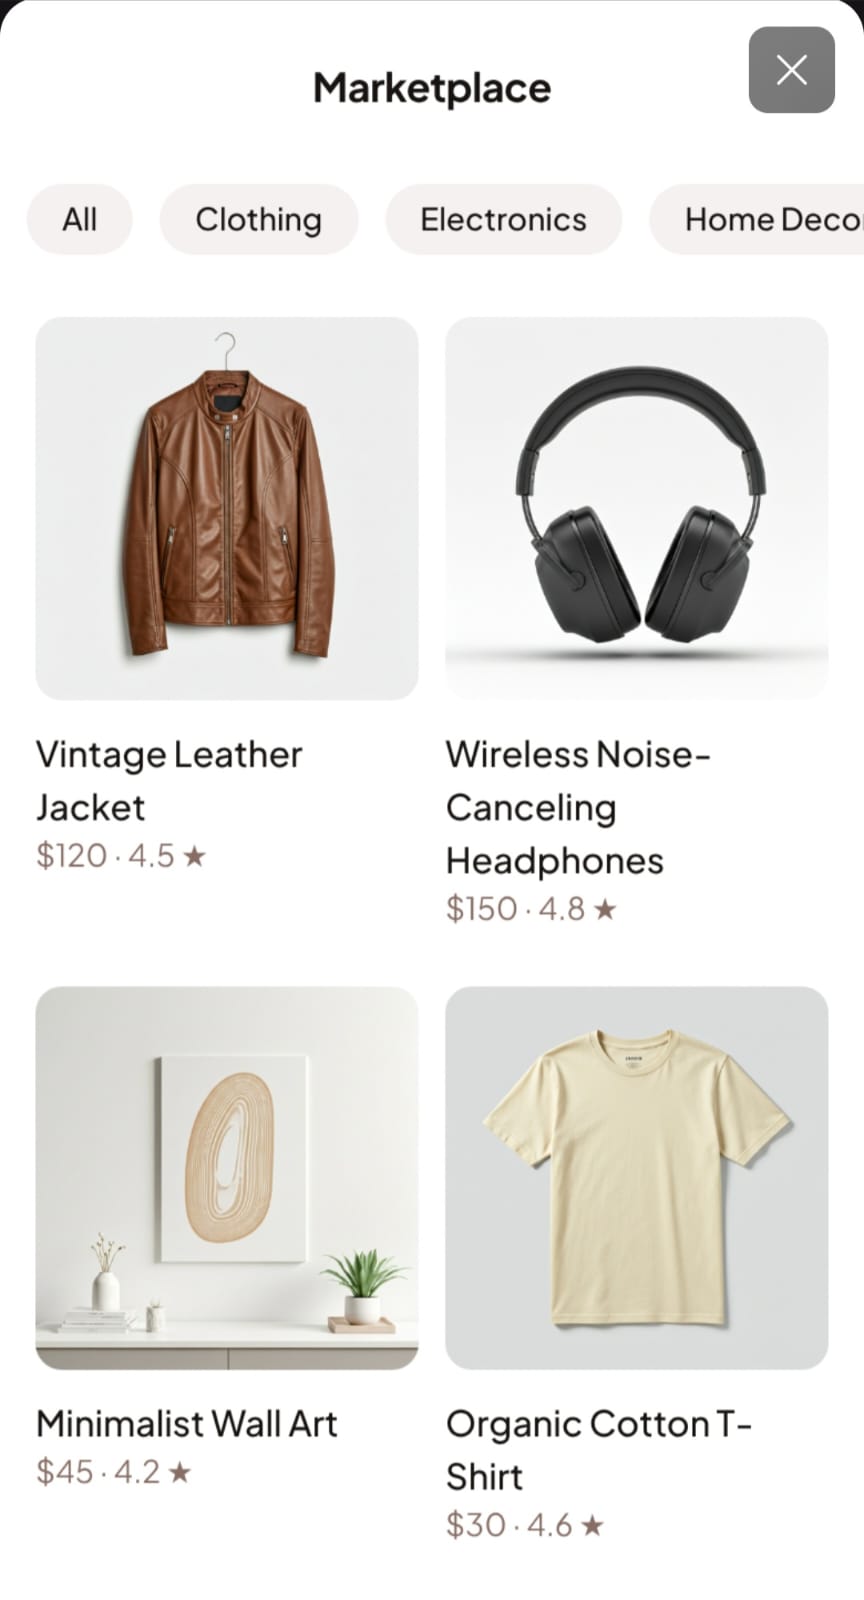 Marketplace
All
Clothing
Electronics
Home Decor
Vintage Leather
Jacket
$120 · 4.5 ★
Wireless Noise-
Canceling
Headphones
$150 · 4.8 ★
Minimalist Wall Art
$45 · 4.2 ★
Organic Cotton T-
Shirt
$30 · 4.6 ★